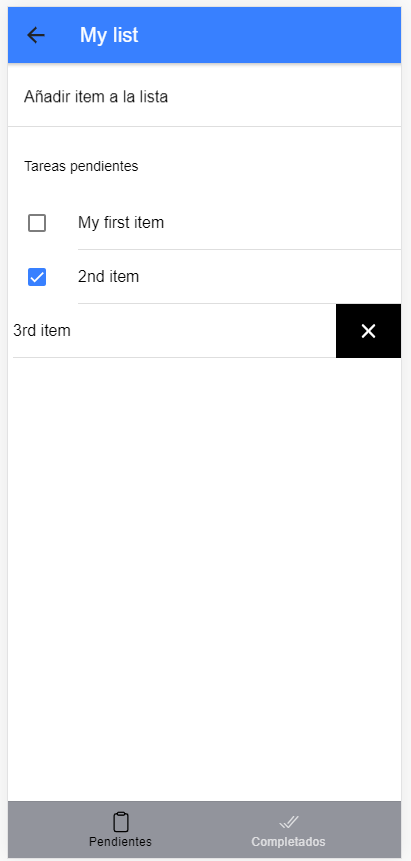 My list
Añadir item a la lista
Tareas pendientes
My first item
2nd item
3rd item
Pendientes
Completados